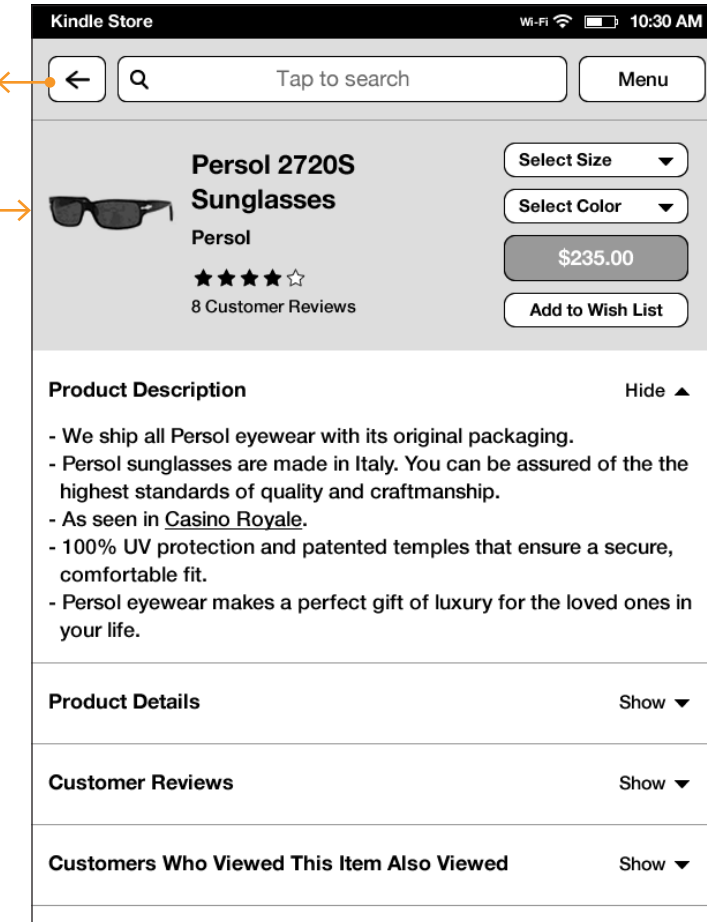 Kindle Store Wi-Fi 10:30 AM
Tap to search Menu
Persol 2720S
Sunglasses
Persol
8 Customer Reviews
Select Size
Select Color
$235.00
Add to Wish List
Product Description Hide
- We ship all Persol eyewear with its original packaging.
- Persol sunglasses are made in Italy. You can be assured of the the
highest standards of quality and craftmanship.
- As seen in Casino Royale.
- 100% UV protection and patented temples that ensure a secure,
comfortable fit.
- Persol eyewear makes a perfect gift of luxury for the loved ones in
your life.
Product Details Show
Customer Reviews Show
Customers Who Viewed This Item Also Viewed Show